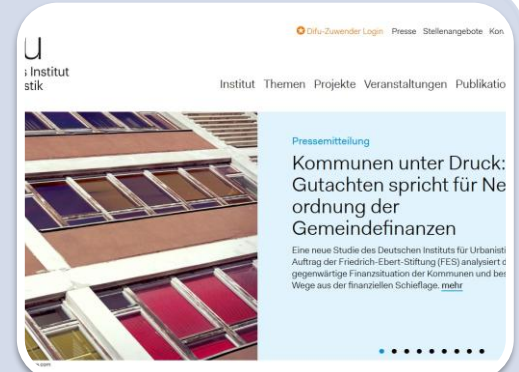 Difu-Zuwender Login Presse Stellenangebote Kon
u
s Institut
stik
Institut Themen Projekte Veranstaltungen Publikatio
Pressemitteilung
Kommunen unter Druck:
Gutachten spricht für Ne
ordnung der
Gemeindefinanzen
Eine neue Studie des Deutschen Instituts für Urbanisti
Auftrag der Friedrich-Ebert-Stiftung (FES) analysiert d
gegenwärtige Finanzsituation der Kommunen und bes
Wege aus der finanziellen Schieflage. mehr